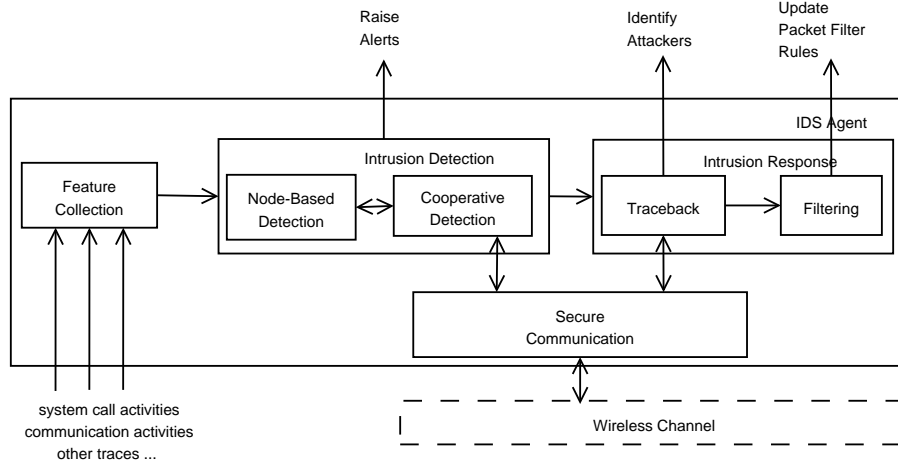 Raise
Alerts
Identify
Attackers
Update
Packet Filter
Rules
IDS Agent
Intrusion Detection
Intrusion Response
Feature
Collection
Node-Based
Detection
Cooperative
Detection
Traceback
Filtering
Secure
Communication
system call activities
communication activities
other traces ...
Wireless Channel